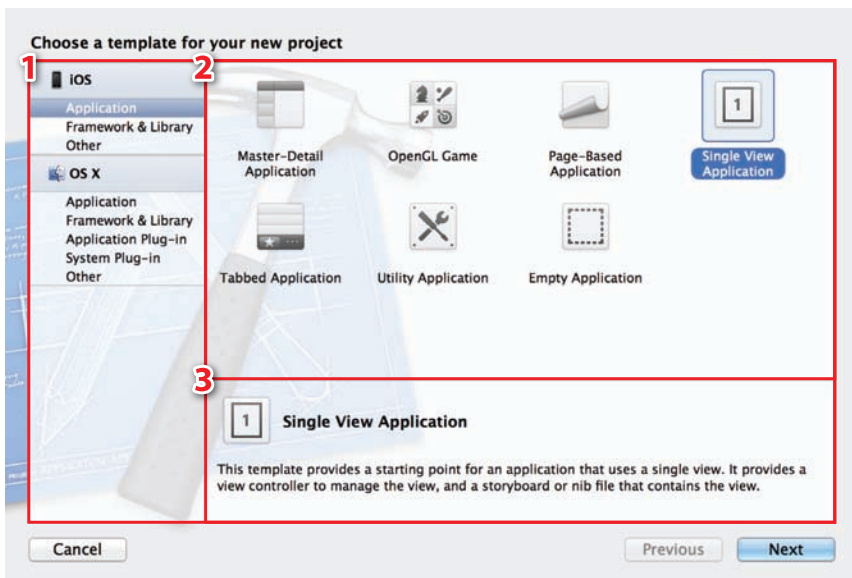 Choose a template for your new project
1
iOS
Application
Framework & Library
Other
OS X
Application
Framework & Library
Application Plug-in
System Plug-in
Other
2
Master-Detail
Application
OpenGL Game
Page-Based
Application
1
Single View
Application
Tabbed Application
Utility Application
Empty Application
3
1
Single View Application
This template provides a starting point for an application that uses a single view. It provides a
view controller to manage the view, and a storyboard or nib file that contains the view.
Cancel
Previous
Next